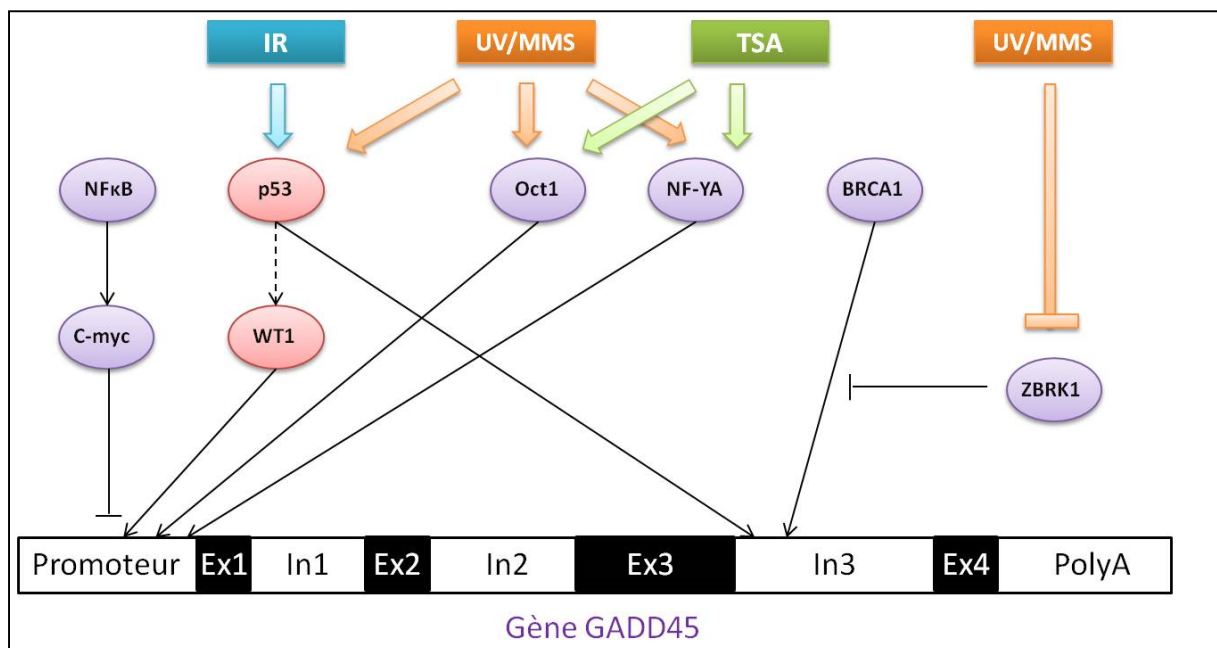 IR
UV/MMS
TSA
UV/MMS
NFκB
p53
Oct1
NF-YA
BRCA1
C-myc
WT1
ZBRK1
Promoteur
Ex1
In1
Ex2
In2
Ex3
In3
Ex4
PolyA
Gène GADD45